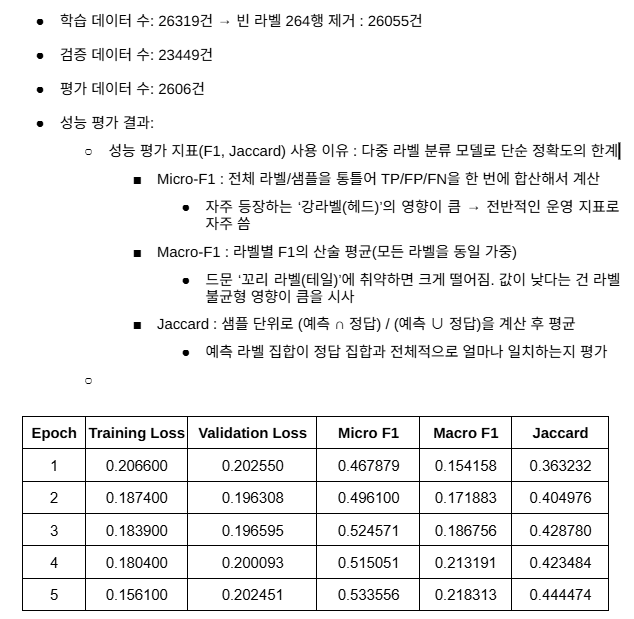 ● 학습 데이터 수: 26319건 → 빈 라벨 264행 제거 : 26055건
● 검증 데이터 수: 23449건
● 평가 데이터 수: 2606건
● 성능 평가 결과:
○ 성능 평가 지표(F1, Jaccard) 사용 이유 : 다중 라벨 분류 모델로 단순 정확도의 한계
■ Micro-F1 : 전체 라벨/샘플을 통틀어 TP/FP/FN을 한 번에 합산해서 계산
● 자주 등장하는 ‘강라벨(헤드)’의 영향이 큼 → 전반적인 운영 지표로
자주 씀
■ Macro-F1 : 라벨별 F1의 산술 평균(모든 라벨을 동일 가중)
● 드문 ‘꼬리 라벨(테일)’에 취약하면 크게 떨어짐. 값이 낮다는 건 라벨
불균형 영향이 큼을 시사
■ Jaccard : 샘플 단위로 (예측 ∩ 정답) / (예측 ∪ 정답)을 계산 후 평균
● 예측 라벨 집합이 정답 집합과 전체적으로 얼마나 일치하는지 평가
○
Epoch Training Loss Validation Loss Micro F1 Macro F1 Jaccard
1 0.206600 0.202550 0.467879 0.154158 0.363232
2 0.187400 0.196308 0.496100 0.171883 0.404976
3 0.183900 0.196595 0.524571 0.186756 0.428780
4 0.180400 0.200093 0.515051 0.213191 0.423484
5 0.156100 0.202451 0.533556 0.218313 0.444474